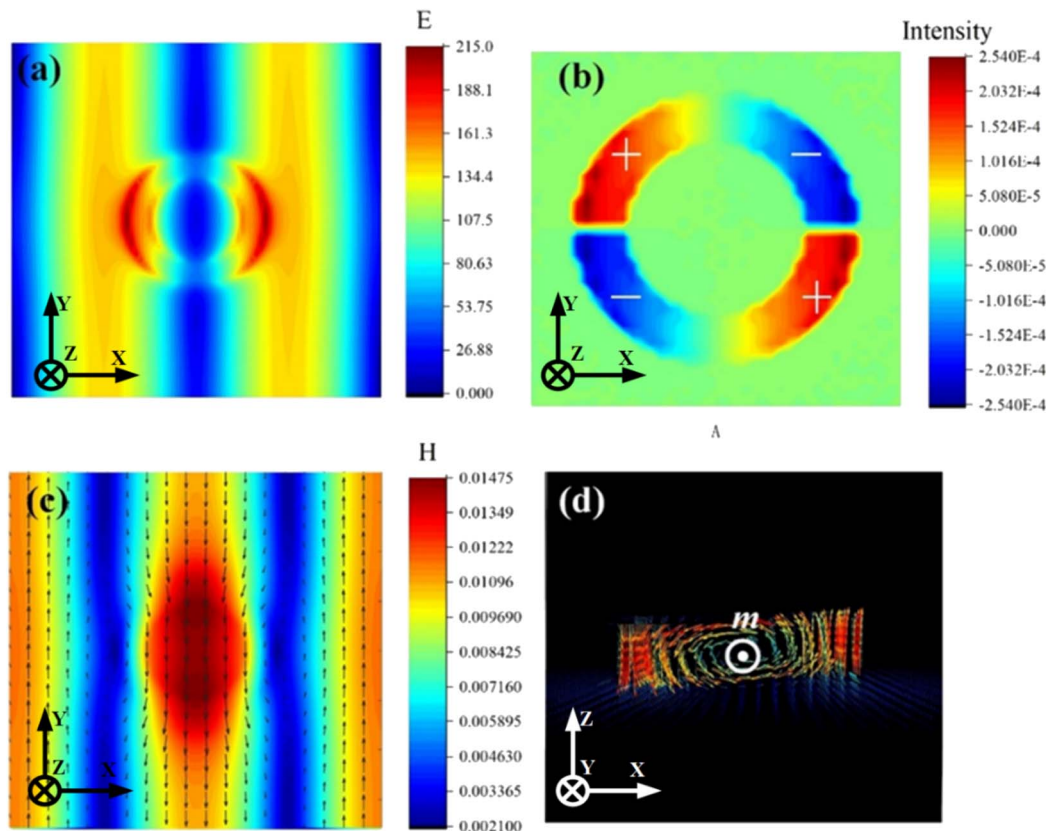 E
(a)
215.0
188.1
161.3
134.4
107.5
80.63
53.75
26.88
0.000
Y
Z
X
Intensity
(b)
+
−
−
+
2.540E-4
2.032E-4
1.524E-4
1.016E-4
5.080E-5
0.000
-5.080E-5
-1.016E-4
-1.524E-4
-2.032E-4
-2.540E-4
Y
Z
X
A
H
(c)
0.01475
0.01349
0.01222
0.01096
0.009690
0.008425
0.007160
0.005895
0.004630
0.003365
0.002100
Y
Z
X
(d)
m
Z
Y
X